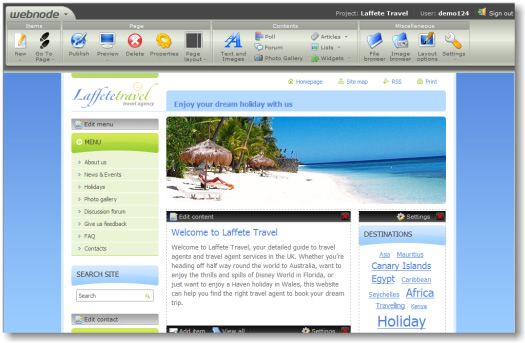 webnode
Project: Laffete Travel User: demo124 Sign out
Items Page Contents Miscellaneous
New Go To Page Publish Preview Delete Properties Page layout Text and Images Poll Forum Photo Gallery Articles Lists Widgets File browser Image browser Layout options Settings
Homepage Site map RSS Print
Laffetetravel
travel agency
Enjoy your dream holiday with us
Edit menu
MENU
About us
News & Events
Holidays
Photo gallery
Discussion forum
Give us feedback
FAQ
Contacts
SEARCH SITE
Search
Edit contact
Edit content
Welcome to Laffete Travel
Welcome to Laffete Travel, your detailed guide to travel
agents and travel agent services in the UK. Whether you're
heading off half way round the world to Australia, want to
enjoy the thrills and spills of Disney World in Florida, or
just want to enjoy a Haven holiday in Wales, this website
can help you find the right travel agent to book your dream
trip.
Add item View all Settings
Settings
DESTINATIONS
Asia Mauritius
Canary Islands
Egypt Caribbean
Seychelles Africa
Travelling Kenya
Holiday